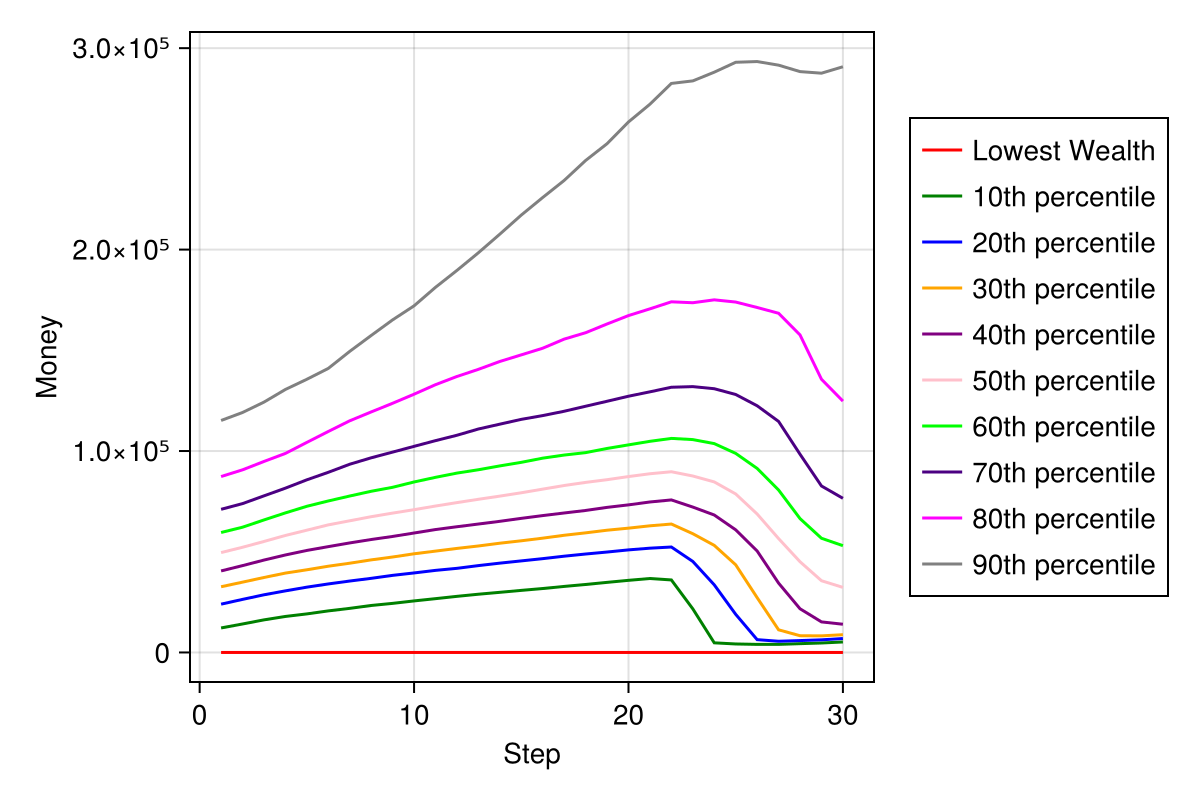 3.0×10⁵
2.0×10⁵
1.0×10⁵
0
Money
0 10 20 30
Step
Lowest Wealth
10th percentile
20th percentile
30th percentile
40th percentile
50th percentile
60th percentile
70th percentile
80th percentile
90th percentile